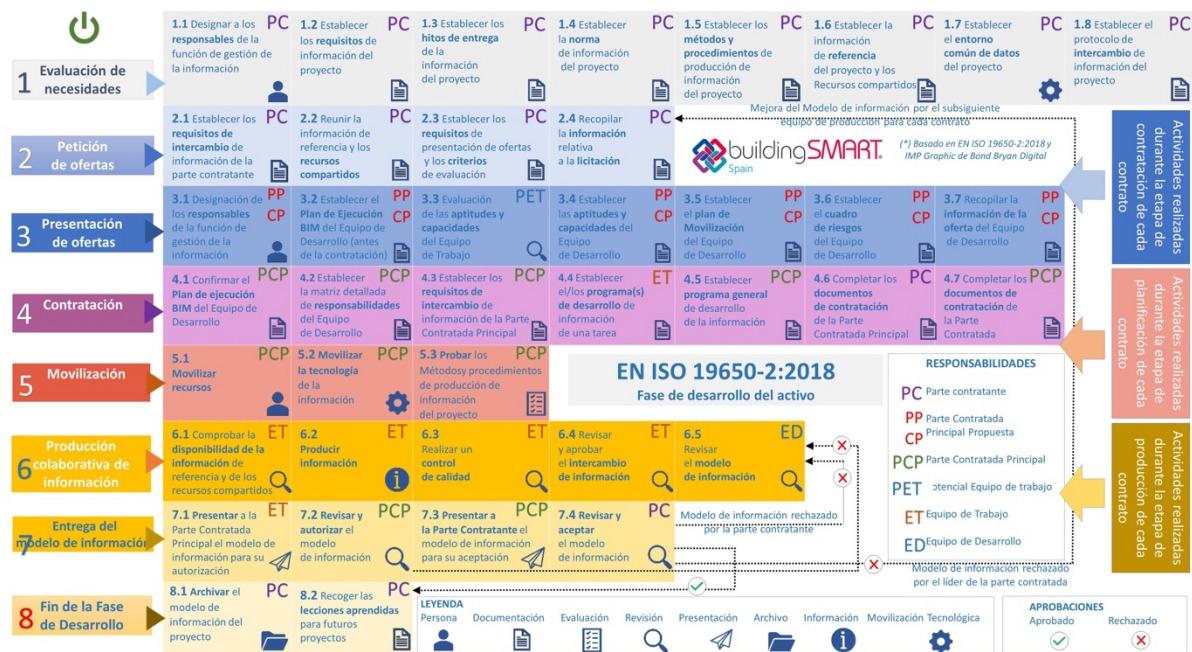 1 Evaluación de
necesidades
1.1 Designar a los PC
responsables de la
función de gestión de
la información
1.2 Establecer PC
los requisitos de
información del
proyecto
1.3 Establecer los PC
hitos de entrega
de la
información
del proyecto
1.4 Establecer PC
la norma
de información
del proyecto
1.5 Establecer los PC
métodos y
procedimientos de
producción de
información
del proyecto
1.6 Establecer la PC
información
de referencia
del proyecto y los
Recursos compartidos
1.7 PC
Establecer
el entorno
común de datos
del proyecto
1.8 Establecer el PC
protocolo de
intercambio de
información del
proyecto
2 Petición
de ofertas
2.1 Establecer los PC
requisitos de
intercambio de
información de la
parte contratante
2.2 Reunir la PC
información de
referencia y los
recursos
compartidos
2.3 Establecer los PC
requisitos de
presentación de ofertas
y los criterios
de evaluación
2.4 Recopilar PC
la información
relativa
a la licitación
Mejora del Modelo de información por el subsiguiente
equipo de producción para cada contrato
buildingSMART®
Spain
(*) Basado en EN ISO 19650-2:2018 y
IMP Graphic de Bond Bryan Digital
Actividades realizadas
durante la etapa de
contratación de cada
contrato
3 Presentación
de ofertas
3.1 Designación de PP
los responsables CP
de la función de
gestión de la
información
3.2 Establecer el PP
Plan de Ejecución CP
BIM del Equipo de
Desarrollo (antes
de la contratación)
3.3 Evaluación PET
de las aptitudes y
capacidades
del Equipo
de Trabajo
3.4 Establecer PP
las aptitudes y CP
capacidades del
Equipo
de Desarrollo
3.5 PP
Establecer CP
el plan de
Movilización
del Equipo
de Desarrollo
3.6 PP
Establecer CP
el cuadro
de riesgos
del Equipo
de Desarrollo
3.7 Recopilar la PP
información de la CP
oferta del Equipo
de Desarrollo
4 Contratación
4.1 Confirmar el PCP
Plan de ejecución
BIM del Equipo de
Desarrollo
4.2 Establecer PCP
la matriz detallada
de responsabilidades
del Equipo
de Desarrollo
4.3 Establecer los PCP
requisitos de
intercambio de
información de la Parte
Contratada Principal
4.4 Establecer ET
el/los programa(s)
de desarrollo de
información
de una tarea
4.5 Establecer PCP
programa general
de desarrollo
de la información
4.6 Completar los PC
documentos
de contratación
de la Parte
Contratada Principal
4.7 Completar los PCP
documentos de
contratación de
la Parte
Contratada
Actividades realizadas
durante la etapa de
planificación de cada
contrato
5 Movilización
5.1 PCP
Movilizar
recursos
5.2 Movilizar PCP
la tecnología
de la
información
5.3 Probar los PCP
Métodosy procedimientos
de producción de
información
del proyecto
EN ISO 19650-2:2018
Fase de desarrollo del activo
RESPONSABILIDADES
PC Parte contratante
PP Parte Contratada
CP Principal Propuesta
PCP Parte Contratada Principal
PET otencial Equipo de trabajo
ET Equipo de Trabajo
ED Equipo de Desarrollo
6 Producción
colaborativa de
información
6.1 Comprobar la ET
disponibilidad de la
información de
referencia y de los
recursos compartidos
6.2 ET
Producir
información
6.3 ET
Realizar un
control
de calidad
6.4 Revisar ET
y aprobar
el intercambio
de información
6.5 ED
Revisar
el modelo
de información
Actividades realizadas
durante la etapa de
producción de cada
contrato
7 Entrega del
modelo de información
7.1 Presentar a la ET
Parte Contratada
Principal el modelo de
información para su
autorización
7.2 Revisar y PCP
autorizar el
modelo
de información
7.3 Presentar a PCP
la Parte Contratante el
modelo de información
para su aceptación
7.4 Revisar y PC
aceptar
el modelo
de información
Modelo de información rechazado
por la parte contratante
Modelo de información rechazado
por el líder de la parte contratada
8 Fin de la Fase
de Desarrollo
8.1 Archivar el PC
modelo de
información del
proyecto
8.2 Recoger las PC
lecciones aprendidas
para futuros
proyectos
LEYENDA
Persona Documentación Evaluación Revisión Presentación Archivo Información Movilización Tecnológica
APROBACIONES
Aprobado Rechazado